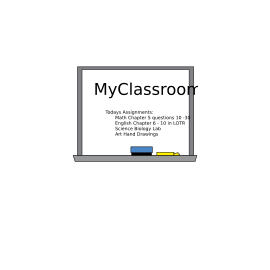 MyClassroom
Todays Assignments:
Math Chapter 5 questions 10 -30
English Chapter 6 - 10 in LOTR
Science Biology Lab
Art Hand Drawings